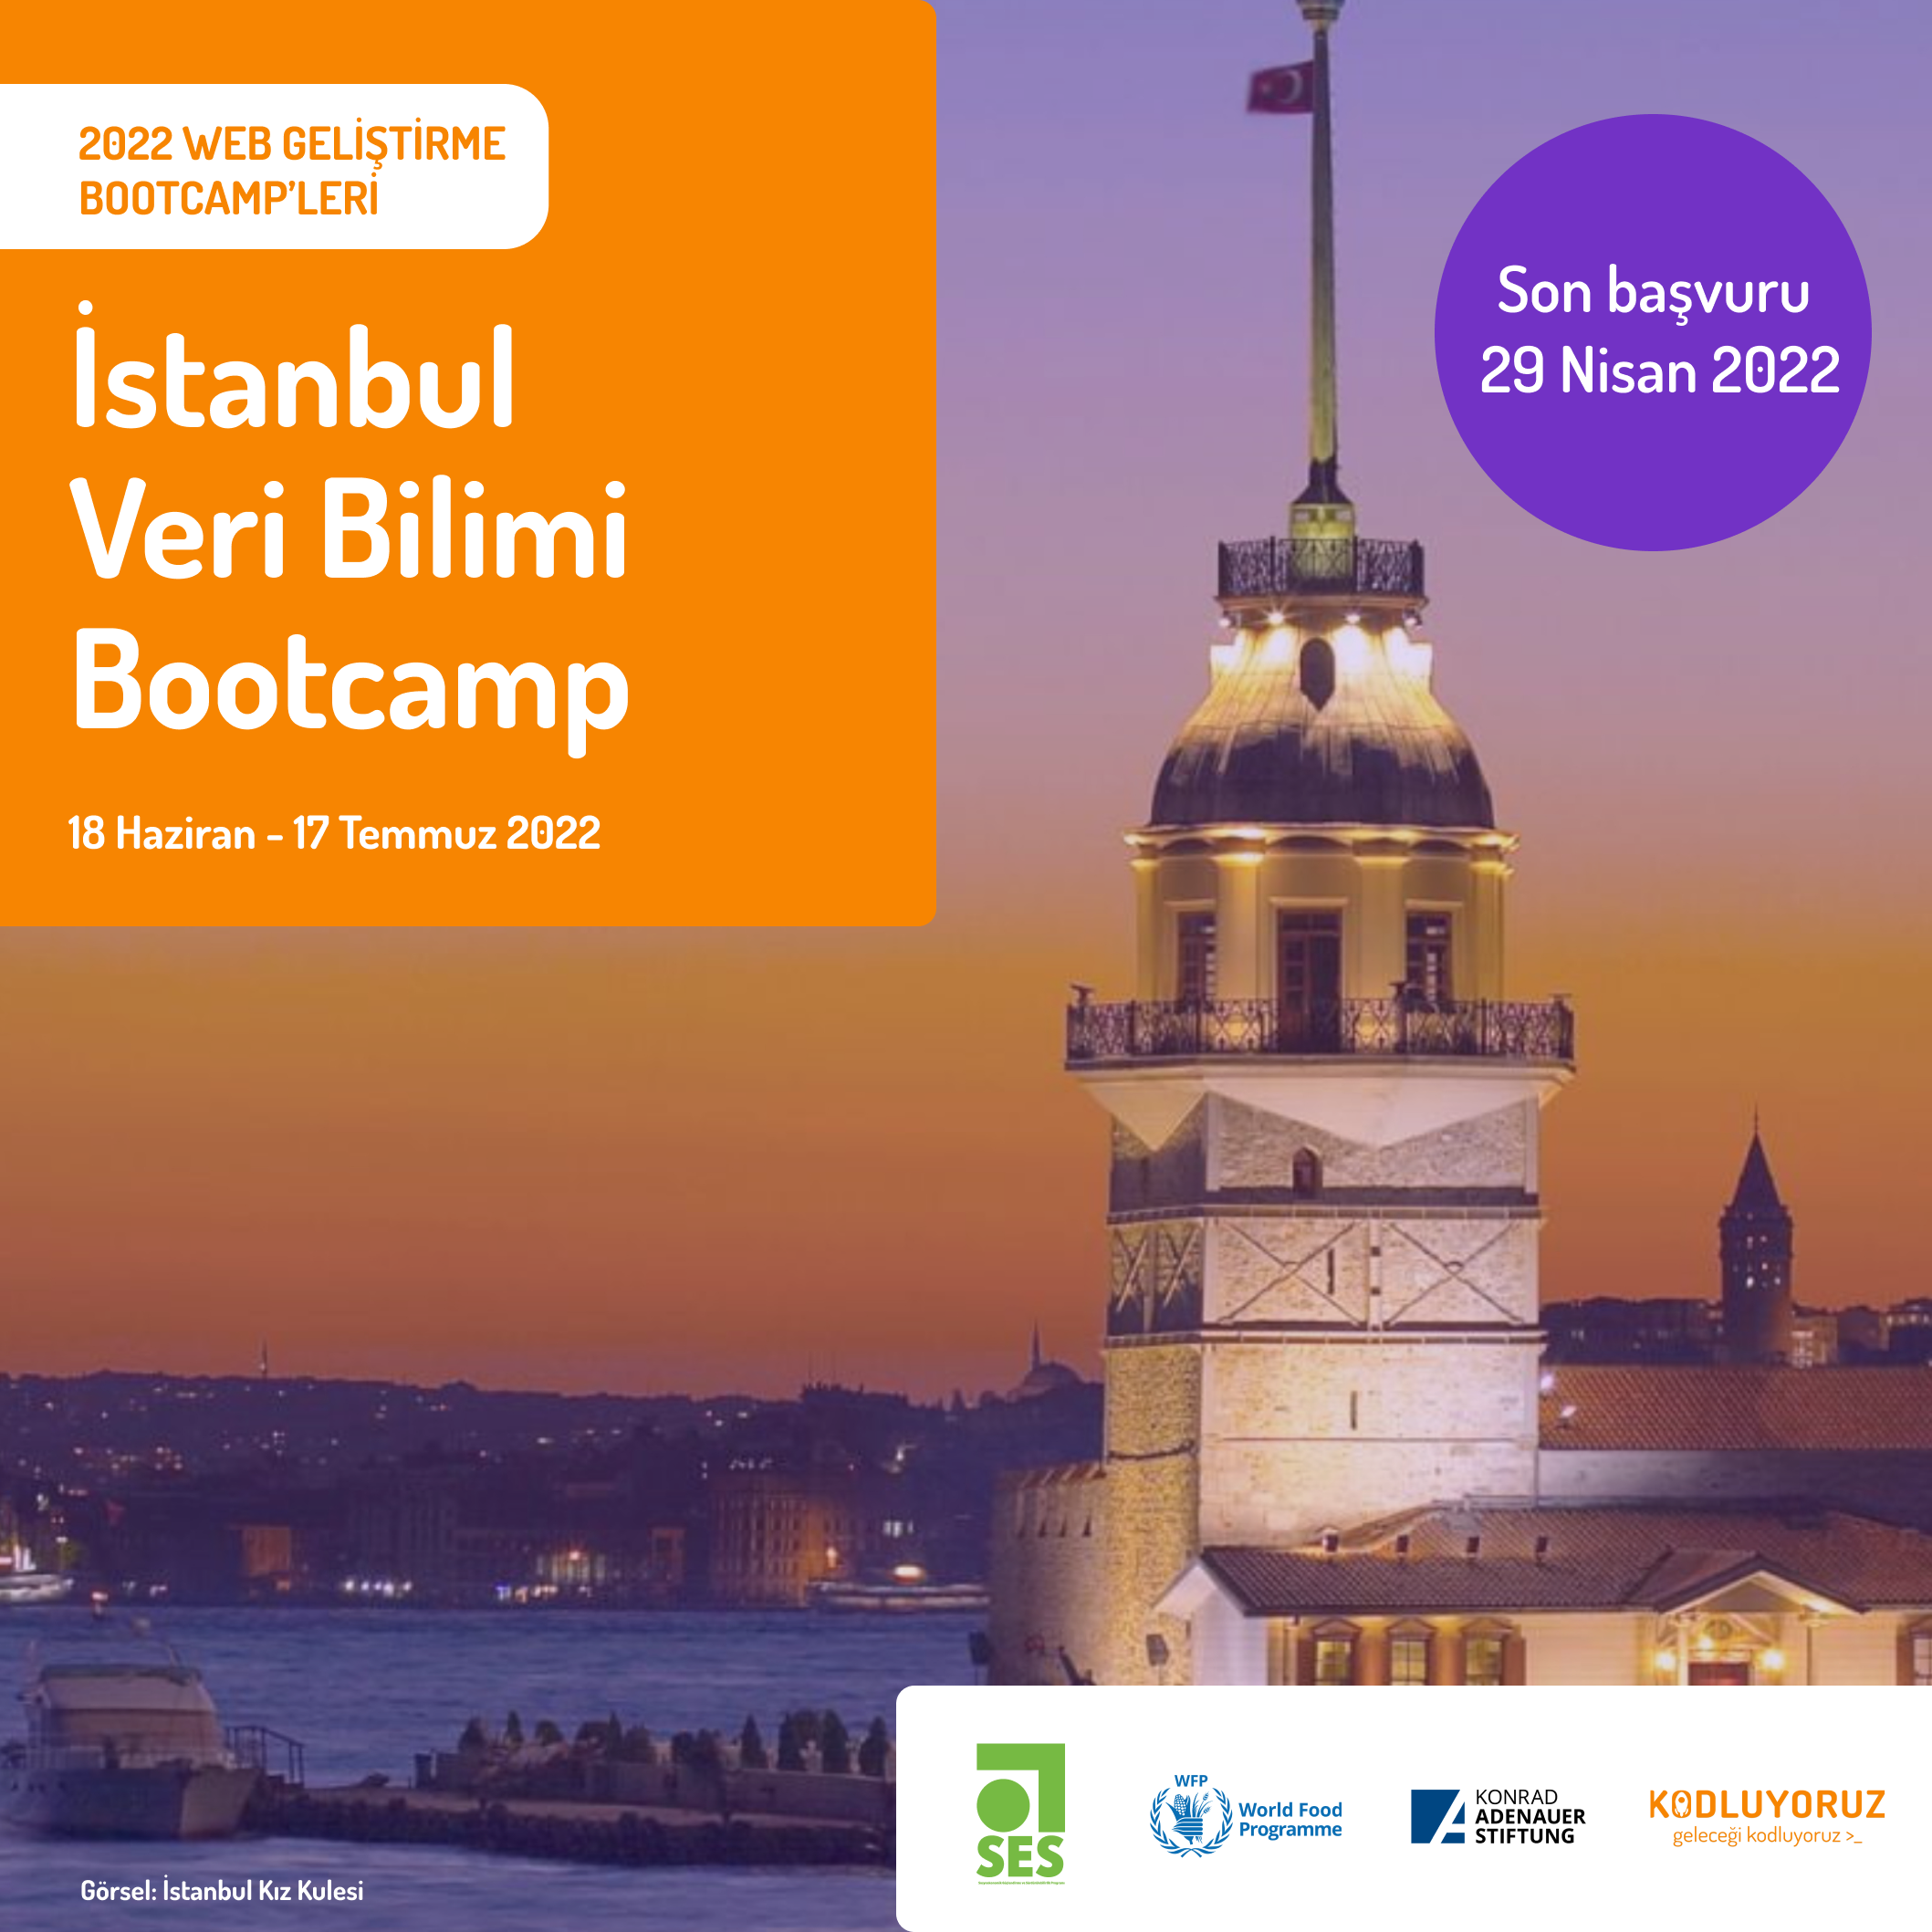 2022 WEB GELİŞTİRME
BOOTCAMP'LERİ
İstanbul
Veri Bilimi
Bootcamp
18 Haziran - 17 Temmuz 2022
Son başvuru
29 Nisan 2022
SES
WFP
World Food
Programme
KONRAD
ADENAUER
STIFTUNG
KODLUYORUZ
geleceği kodluyoruz >_
Görsel: İstanbul Kız Kulesi